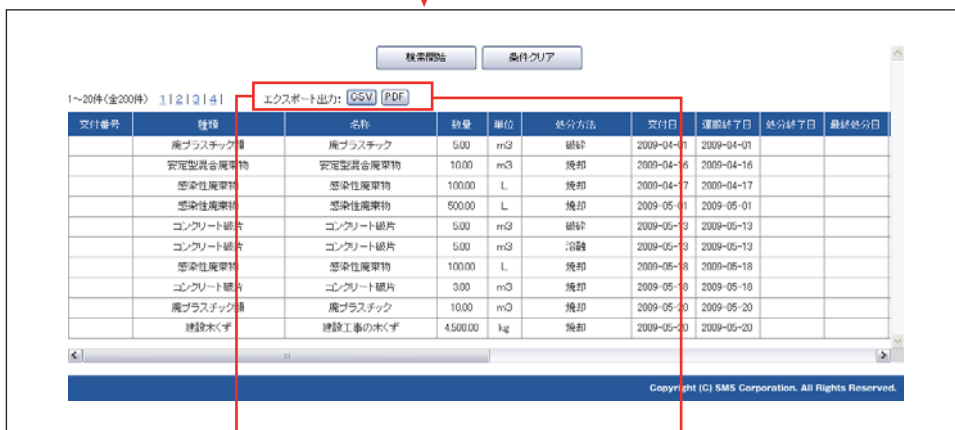 検索開始 条件クリア
1~20件(全200件) 1|2|3|4| エクスポート出力: CSV PDF
交付番号 種類 名称 数量 単位 処分方法 交付日 運搬終了日 処分終了日 最終処分日
廃プラスチック類 廃プラスチック 5.00 m3 破砕 2009-04-01 2009-04-01
安定型混合廃棄物 安定型混合廃棄物 10.00 m3 焼却 2009-04-16 2009-04-16
感染性廃棄物 感染性廃棄物 100.00 L 焼却 2009-04-17 2009-04-17
感染性廃棄物 感染性廃棄物 500.00 L 焼却 2009-05-01 2009-05-01
コンクリート破片 コンクリート破片 5.00 m3 破砕 2009-05-13 2009-05-13
コンクリート破片 コンクリート破片 5.00 m3 溶融 2009-05-13 2009-05-13
感染性廃棄物 感染性廃棄物 100.00 L 焼却 2009-05-18 2009-05-18
コンクリート破片 コンクリート破片 3.00 m3 焼却 2009-05-18 2009-05-18
廃プラスチック類 廃プラスチック 10.00 m3 焼却 2009-05-20 2009-05-20
建設木くず 建設工事の木くず 4,500.00 kg 焼却 2009-05-20 2009-05-20
Copyright (C) SMS Corporation. All Rights Reserved.